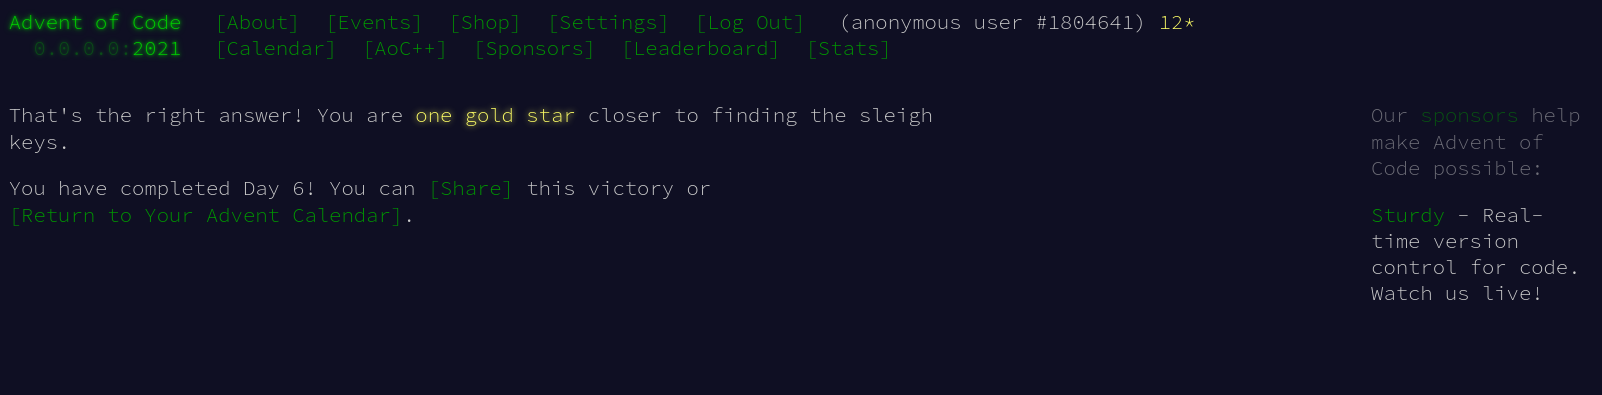 Advent of Code [About] [Events] [Shop] [Settings] [Log Out] (anonymous user #1804641) 12*
0.0.0.0:2021 [Calendar] [AoC++] [Sponsors] [Leaderboard] [Stats]
That's the right answer! You are one gold star closer to finding the sleigh
keys.
You have completed Day 6! You can [Share] this victory or
[Return to Your Advent Calendar].
Our sponsors help
make Advent of
Code possible:
Sturdy - Real-
time version
control for code.
Watch us live!